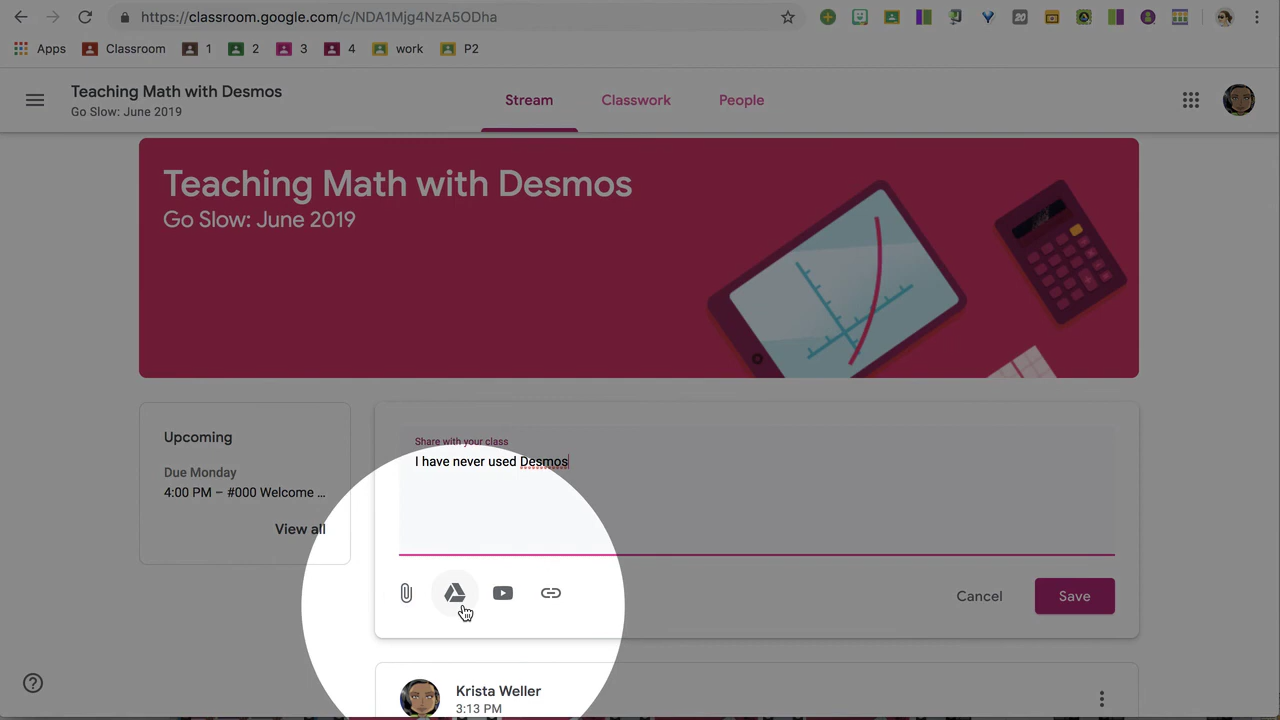 https://classroom.google.com/c/NDA1Mjg4NzA5ODha
20
Apps Classroom 1 2 3 4 work P2
Teaching Math with Desmos
Go Slow: June 2019
Stream Classwork People
Teaching Math with Desmos
Go Slow: June 2019
Upcoming
Due Monday
4:00 PM – #000 Welcome ...
View all
Share with your class
I have never used Desmos
Cancel Save
Krista Weller
3:13 PM